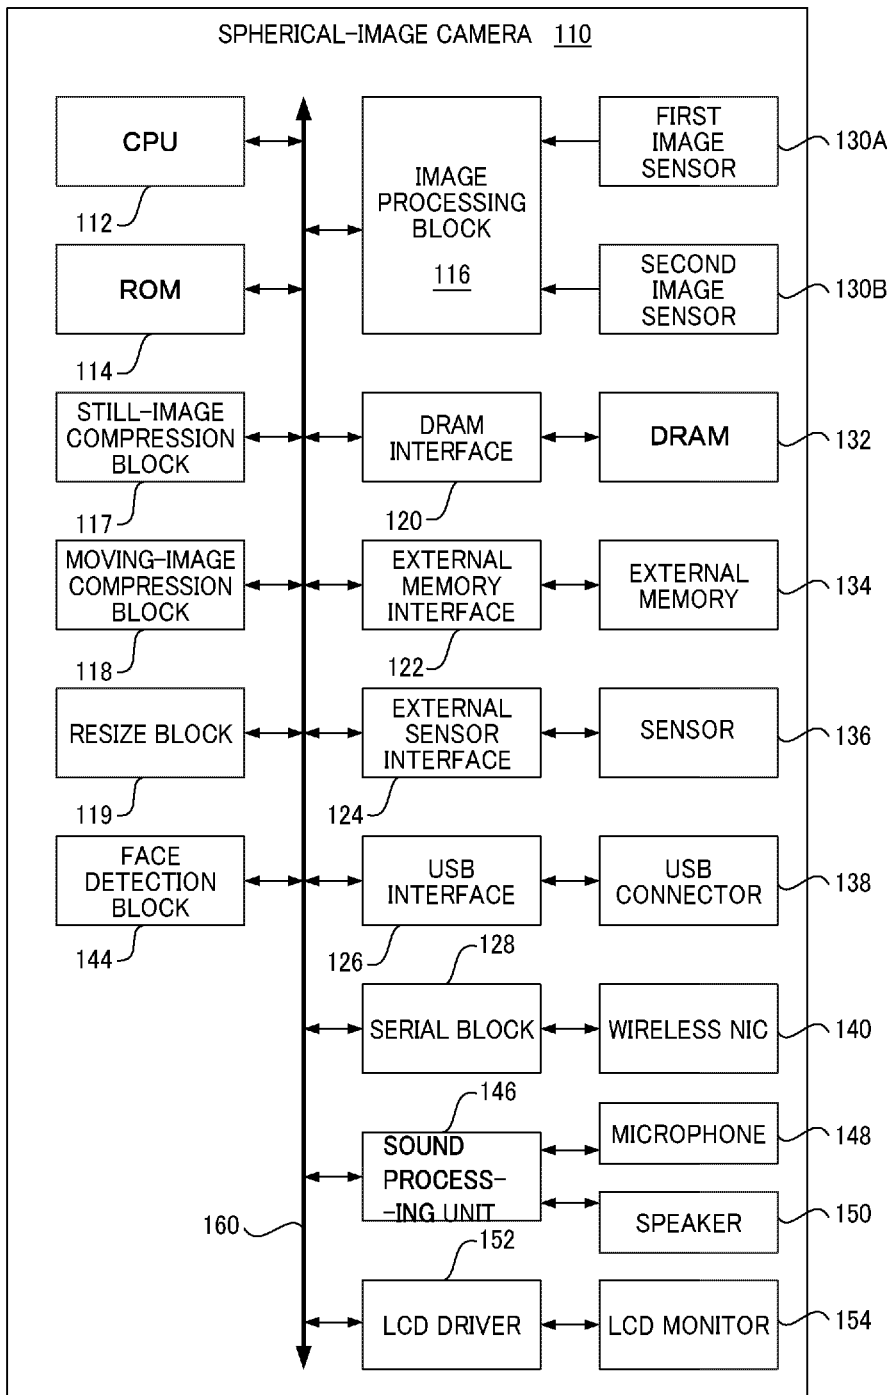 SPHERICAL-IMAGE CAMERA 110
CPU
112
ROM
114
STILL-IMAGE
COMPRESSION
BLOCK
117
MOVING-IMAGE
COMPRESSION
BLOCK
118
RESIZE BLOCK
119
FACE
DETECTION
BLOCK
144
160
IMAGE
PROCESSING
BLOCK
116
FIRST
IMAGE
SENSOR
130A
SECOND
IMAGE
SENSOR
130B
DRAM
INTERFACE
120
DRAM
132
EXTERNAL
MEMORY
INTERFACE
122
EXTERNAL
MEMORY
134
EXTERNAL
SENSOR
INTERFACE
124
SENSOR
136
USB
INTERFACE
126
USB
CONNECTOR
138
128
SERIAL BLOCK
WIRELESS NIC
140
146
SOUND
PROCESS-
-ING UNIT
MICROPHONE
148
SPEAKER
150
152
LCD DRIVER
LCD MONITOR
154